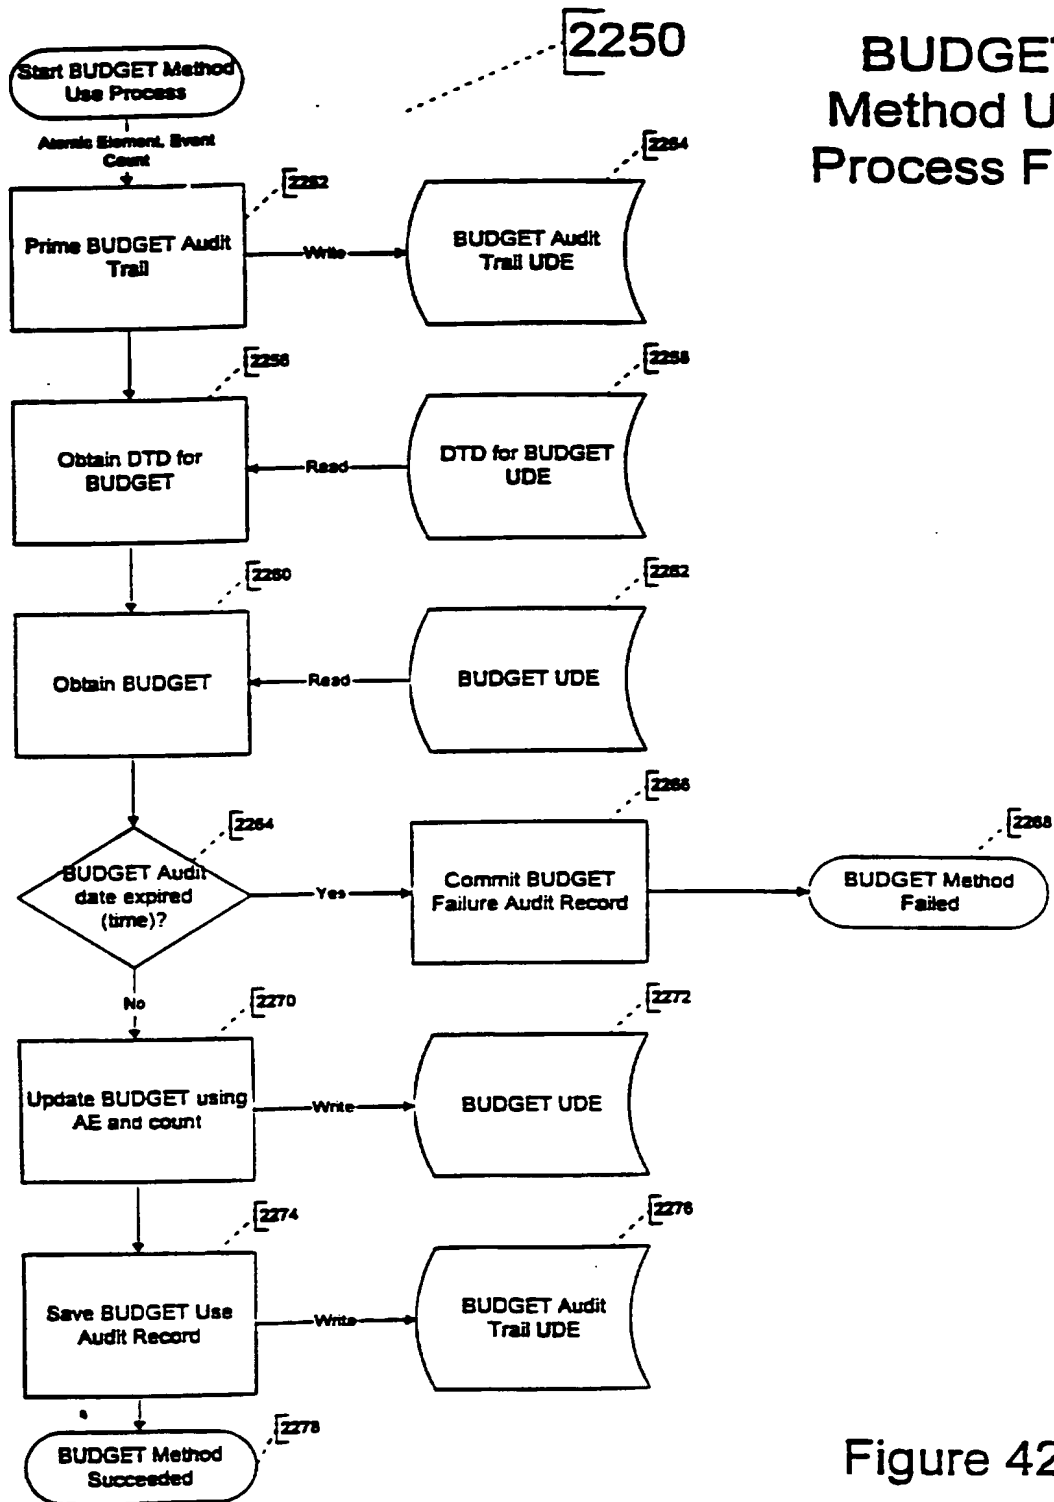 2250
BUDGET
Method U
Process F
Start BUDGET Method
Use Process
Atomic Element, Event
Count
2252
2254
Prime BUDGET Audit
Trail
Write
BUDGET Audit
Trail UDE
2256
2258
Obtain DTD for
BUDGET
Read
DTD for BUDGET
UDE
2260
2262
Obtain BUDGET
Read
BUDGET UDE
2264
2266
2268
BUDGET Audit
date expired
(time)?
Yes
Commit BUDGET
Failure Audit Record
BUDGET Method
Failed
No
2270
2272
Update BUDGET using
AE and count
Write
BUDGET UDE
2274
2276
Save BUDGET Use
Audit Record
Write
BUDGET Audit
Trail UDE
2278
BUDGET Method
Succeeded
Figure 42